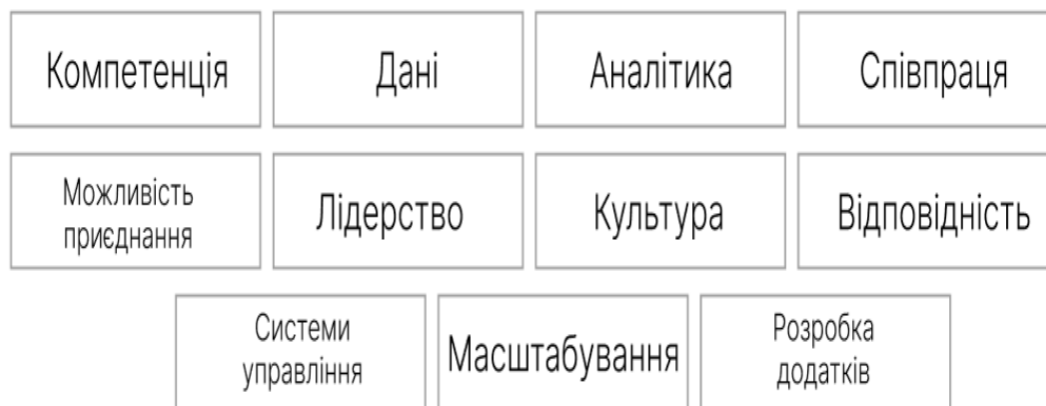 Компетенція
Дані
Аналітика
Співпраця
Можливість
приєднання
Лідерство
Культура
Відповідність
Системи
управління
Масштабування
Розробка
додатків